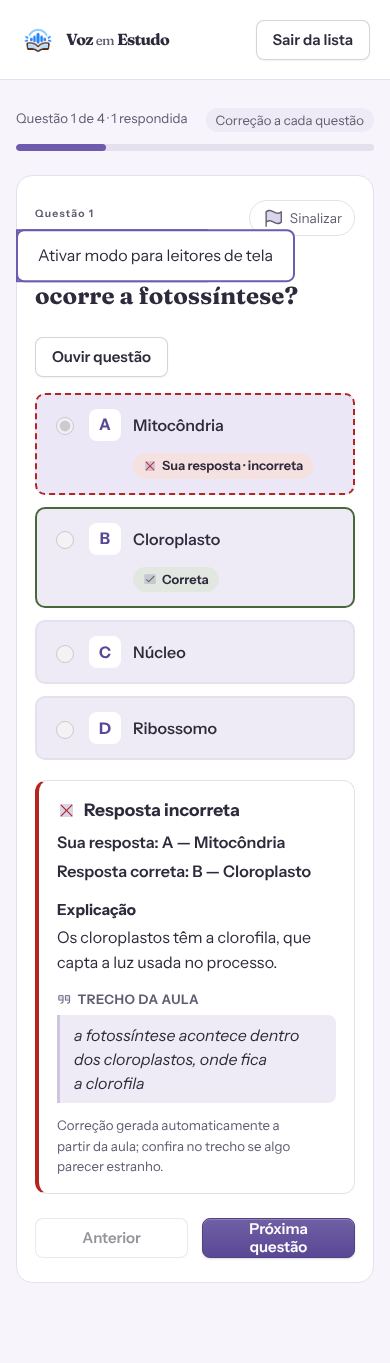 Voz em Estudo
Sair da lista
Questão 1 de 4 · 1 respondida
Correção a cada questão
Questão 1
Sinalizar
Ativar modo para leitores de tela
ocorre a fotossíntese?
Ouvir questão
A Mitocôndria
Sua resposta · incorreta
B Cloroplasto
Correta
C Núcleo
D Ribossomo
Resposta incorreta
Sua resposta: A — Mitocôndria
Resposta correta: B — Cloroplasto
Explicação
Os cloroplastos têm a clorofila, que
capta a luz usada no processo.
TRECHO DA AULA
a fotossíntese acontece dentro
dos cloroplastos, onde fica
a clorofila
Correção gerada automaticamente a
partir da aula; confira no trecho se algo
parecer estranho.
Anterior
Próxima
questão